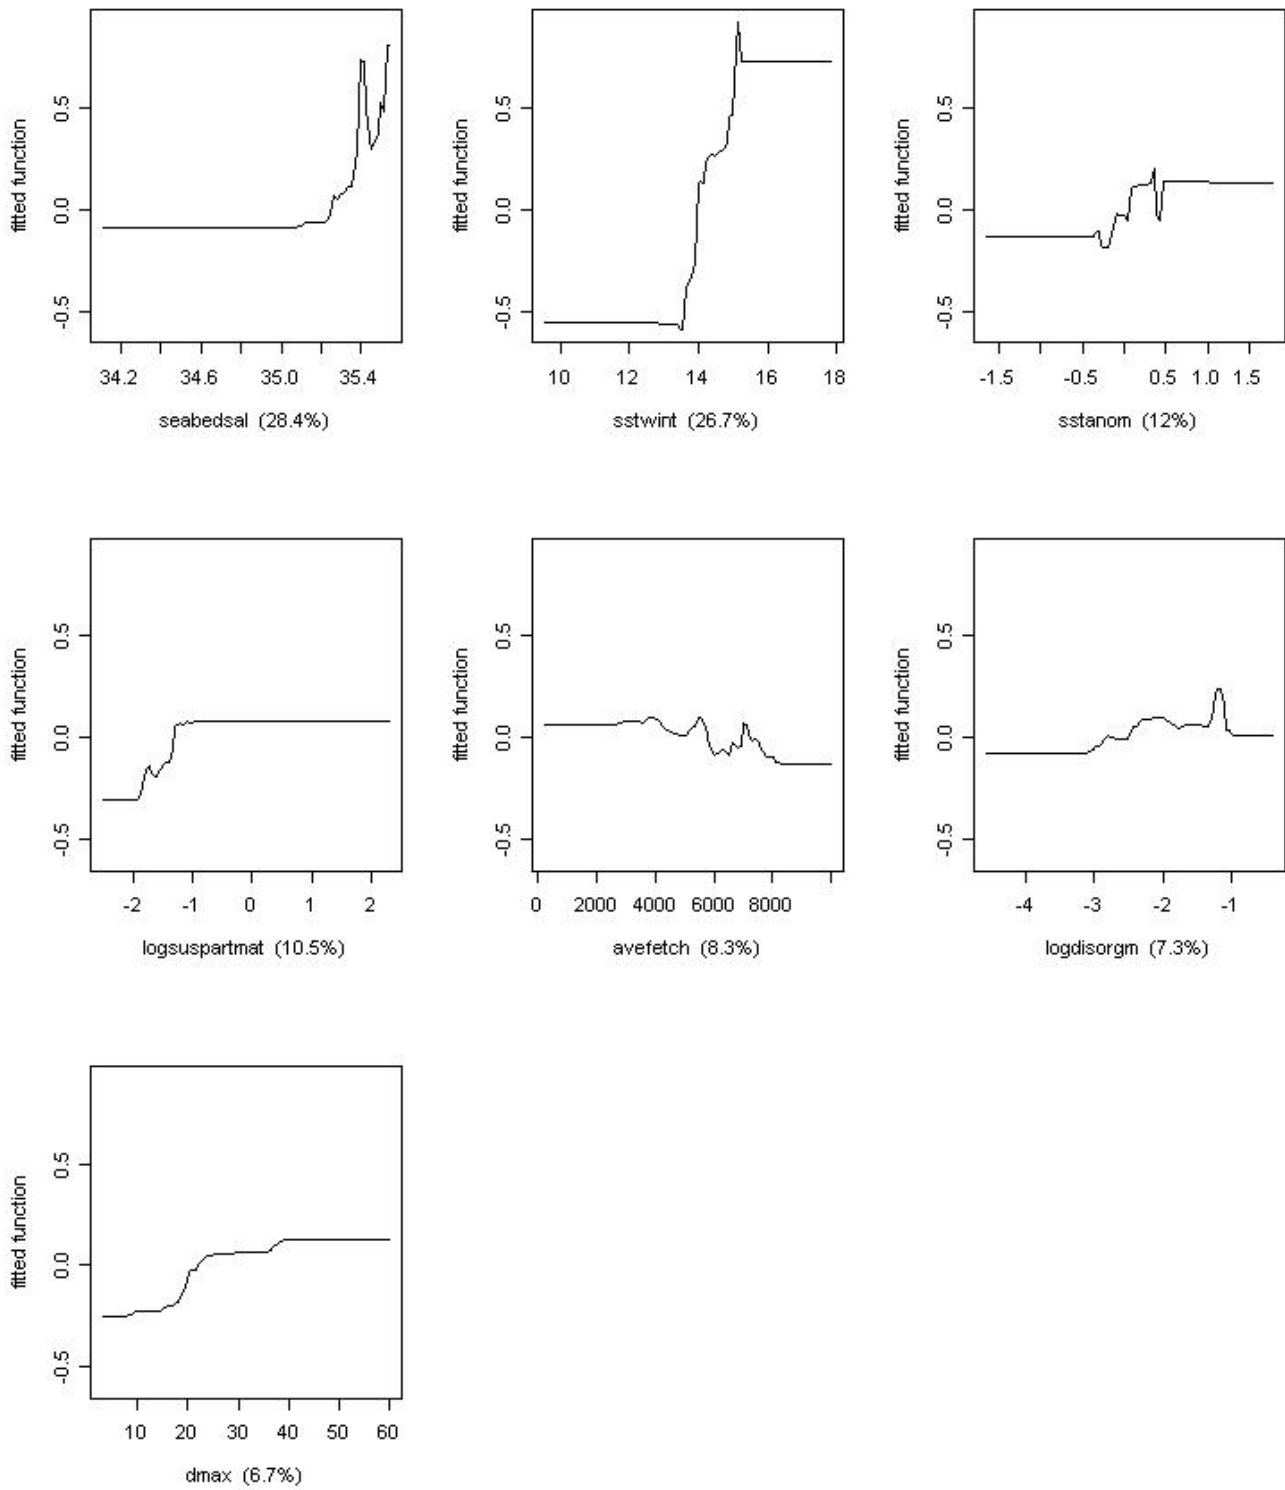 fitted function
0.5
0.0
-0.5
34.2 34.6 35.0 35.4
seabedsal (28.4%)
fitted function
0.5
0.0
-0.5
10 12 14 16 18
sstwint (26.7%)
fitted function
0.5
0.0
-0.5
-1.5 -0.5 0.5 1.0 1.5
sstanom (12%)
fitted function
0.5
0.0
-0.5
-2 -1 0 1 2
logsuspartmat (10.5%)
fitted function
0.5
0.0
-0.5
0 2000 4000 6000 8000
avefetch (8.3%)
fitted function
0.5
0.0
-0.5
-4 -3 -2 -1
logdisorgm (7.3%)
fitted function
0.5
0.0
-0.5
10 20 30 40 50 60
dmax (6.7%)